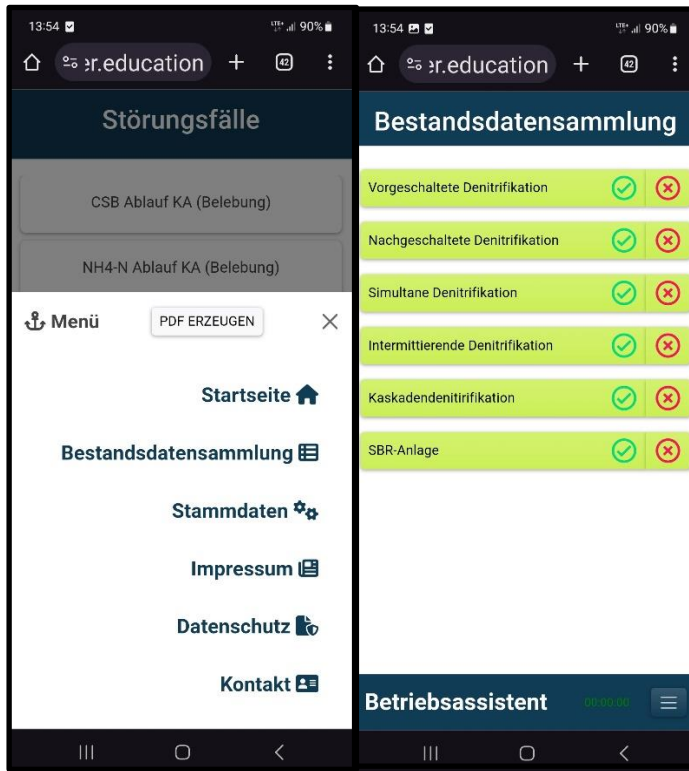 13:54 LTE+ 90%
er.education 42
Störungsfälle
CSB Ablauf KA (Belebung)
NH4-N Ablauf KA (Belebung)
Menü PDF ERZEUGEN
Startseite
Bestandsdatensammlung
Stammdaten
Impressum
Datenschutz
Kontakt
13:54 LTE+ 90%
er.education 42
Bestandsdatensammlung
Vorgeschaltete Denitrifikation
Nachgeschaltete Denitrifikation
Simultane Denitrifikation
Intermittierende Denitrifikation
Kaskadendenitirifikation
SBR-Anlage
Betriebsassistent 00:00:00